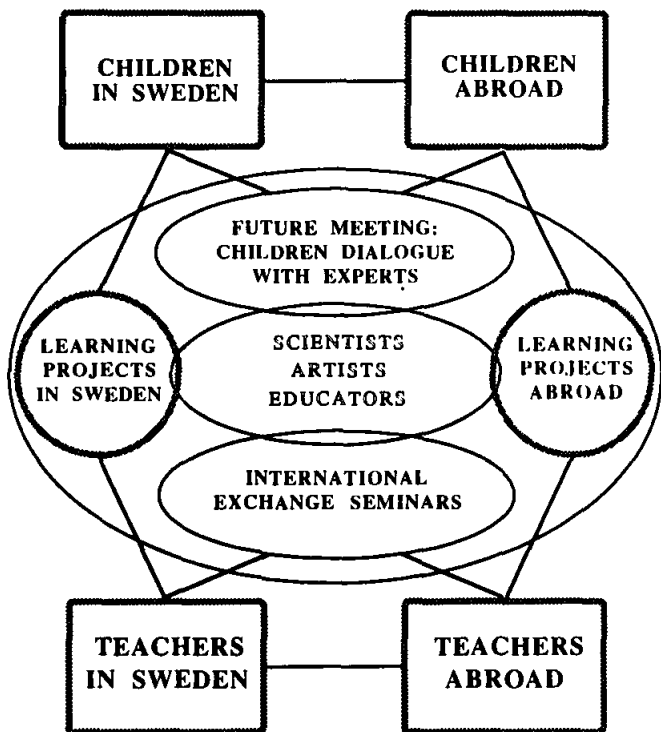 CHILDREN
IN SWEDEN
CHILDREN
ABROAD
FUTURE MEETING:
CHILDREN DIALOGUE
WITH EXPERTS
LEARNING
PROJECTS
IN SWEDEN
SCIENTISTS
ARTISTS
EDUCATORS
LEARNING
PROJECTS
ABROAD
INTERNATIONAL
EXCHANGE SEMINARS
TEACHERS
IN SWEDEN
TEACHERS
ABROAD